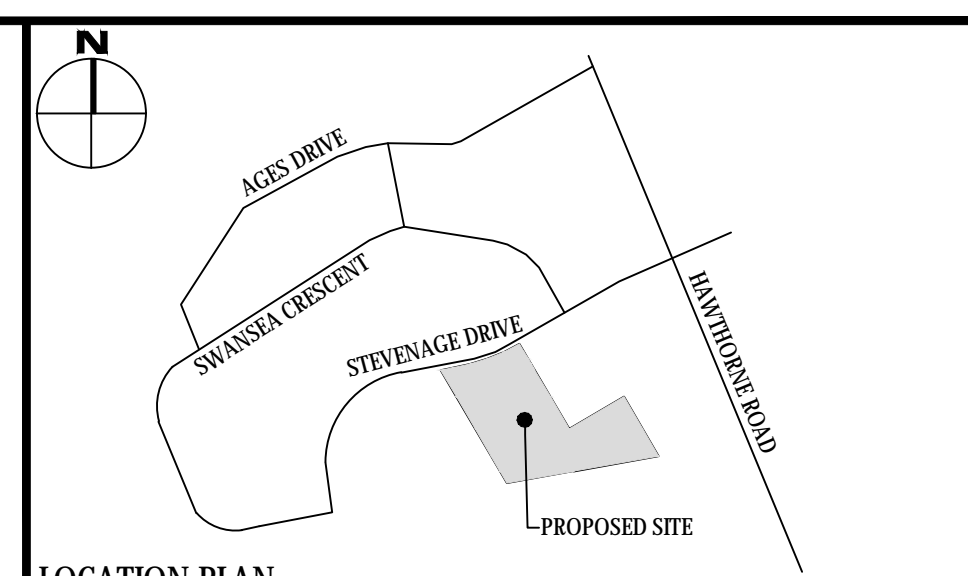 N
AGES DRIVE
SWANSEA CRESCENT
STEVENAGE DRIVE
HAWTHORNE ROAD
PROPOSED SITE
LOCATION PLAN